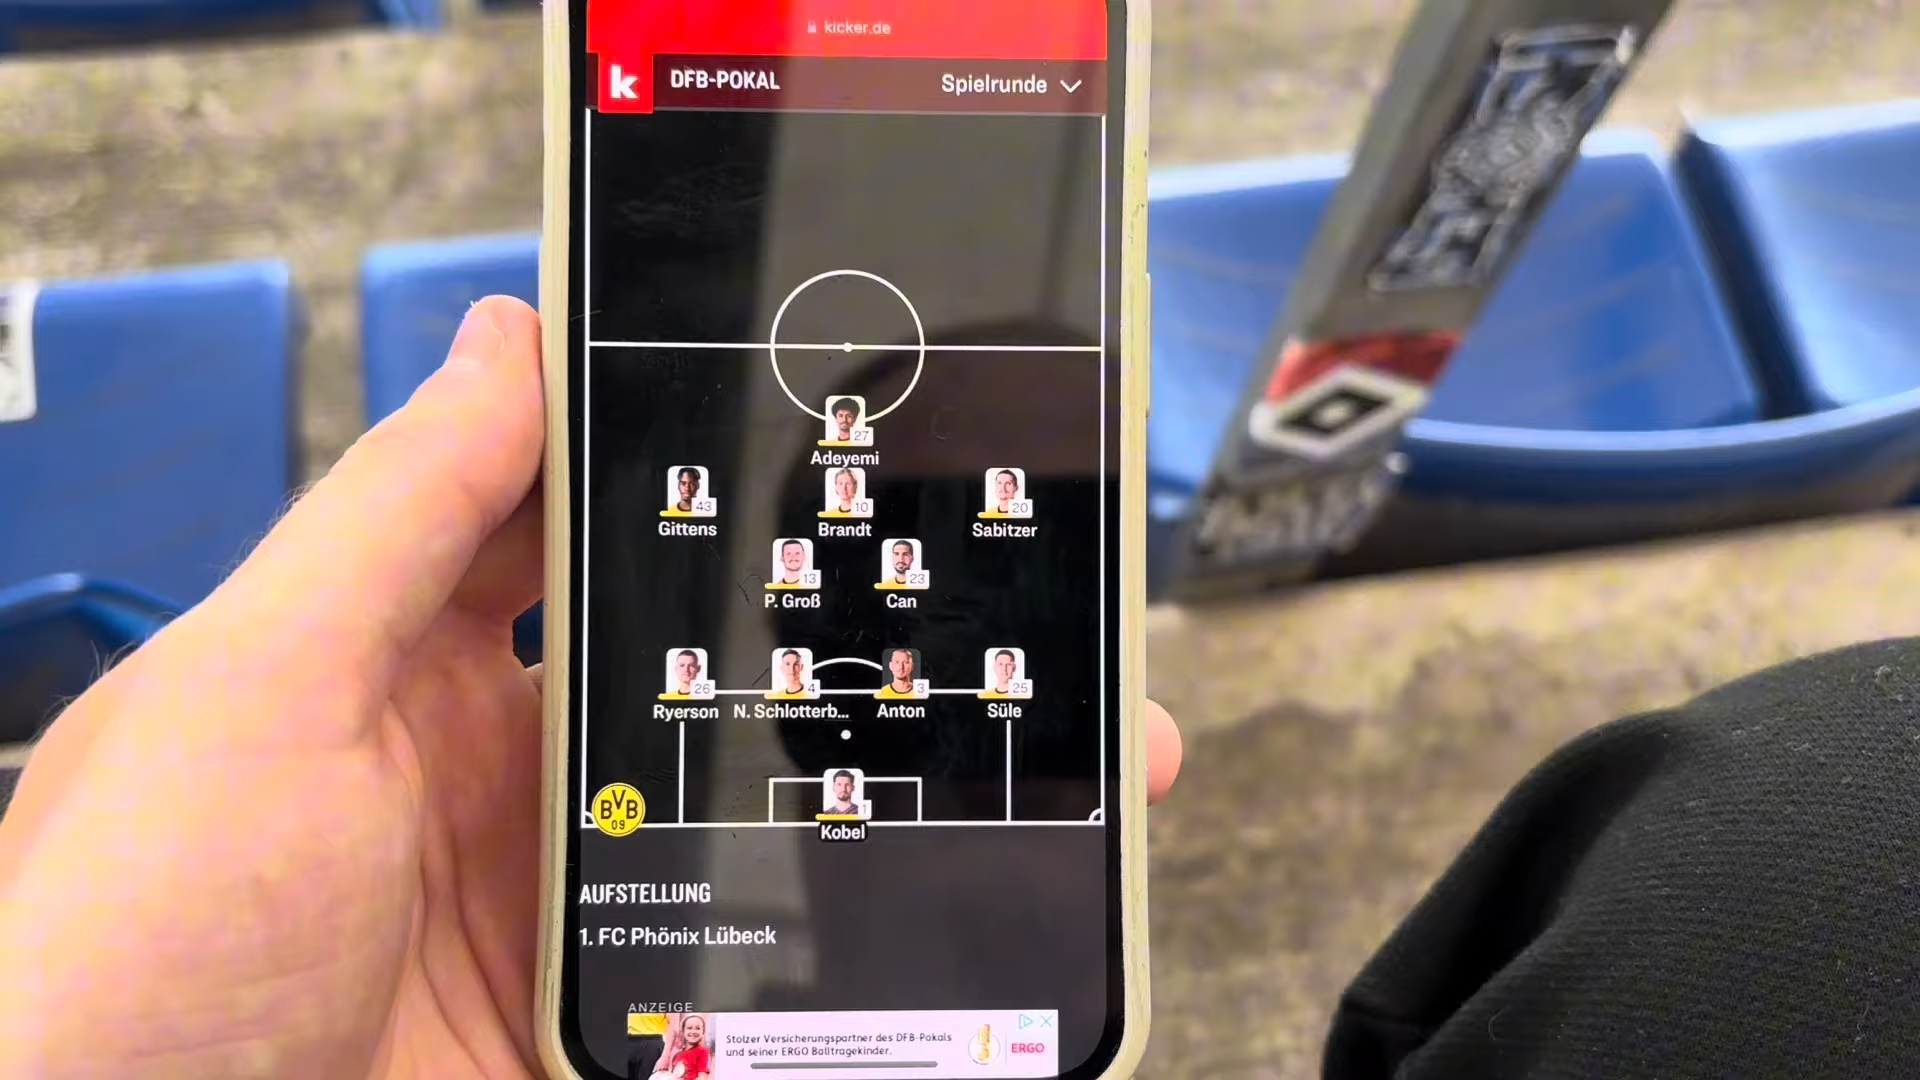 kicker.de
k DFB-POKAL Spielrunde
27
Adeyemi
43 10 20
Gittens Brandt Sabitzer
13 23
P. Groß Can
26 4 3 25
Ryerson N. Schlotterb... Anton Süle
1
Kobel
BVB
09
AUFSTELLUNG
1. FC Phönix Lübeck
ANZEIGE
Stolzer Versicherungspartner des DFB-Pokals
und seiner ERGO Balltragekinder.
ERGO